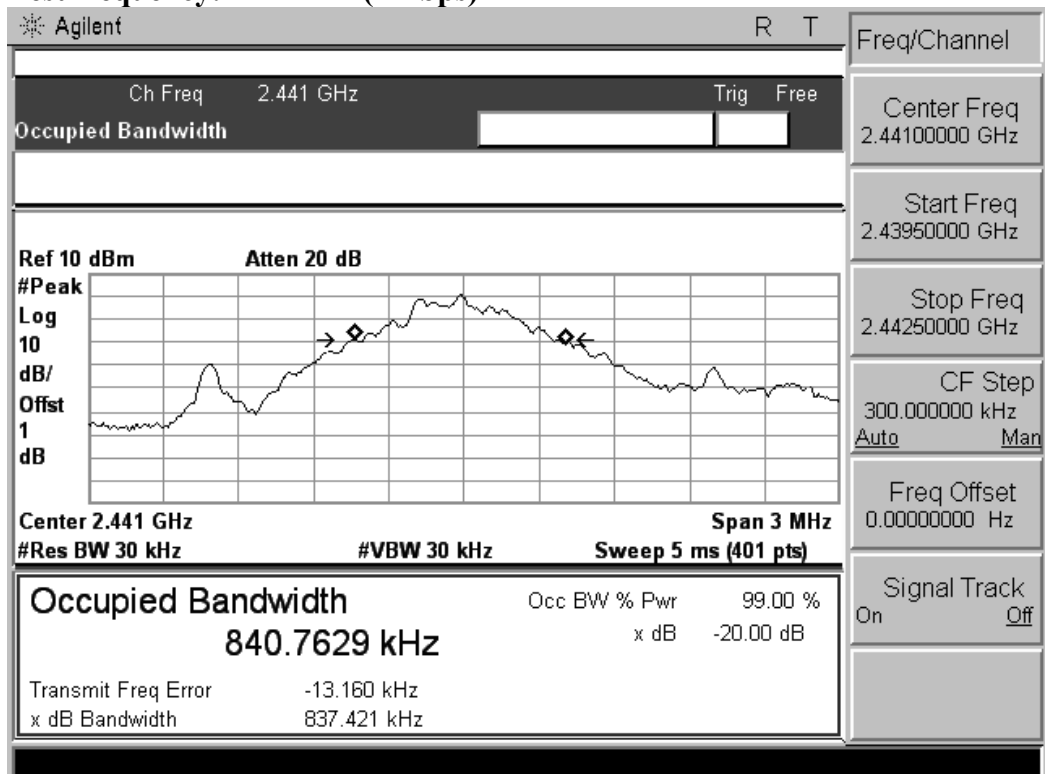 Agilent R T
Freq/Channel
Ch Freq 2.441 GHz Trig Free
Occupied Bandwidth
Center Freq
2.44100000 GHz
Start Freq
2.43950000 GHz
Stop Freq
2.44250000 GHz
CF Step
300.000000 kHz
Auto Man
Freq Offset
0.00000000 Hz
Signal Track
On Off
Ref 10 dBm Atten 20 dB
#Peak
Log
10
dB/
Offst
1
dB
Center 2.441 GHz Span 3 MHz
#Res BW 30 kHz #VBW 30 kHz Sweep 5 ms (401 pts)
Occupied Bandwidth Occ BW % Pwr 99.00 %
840.7629 kHz x dB -20.00 dB
Transmit Freq Error -13.160 kHz
x dB Bandwidth 837.421 kHz